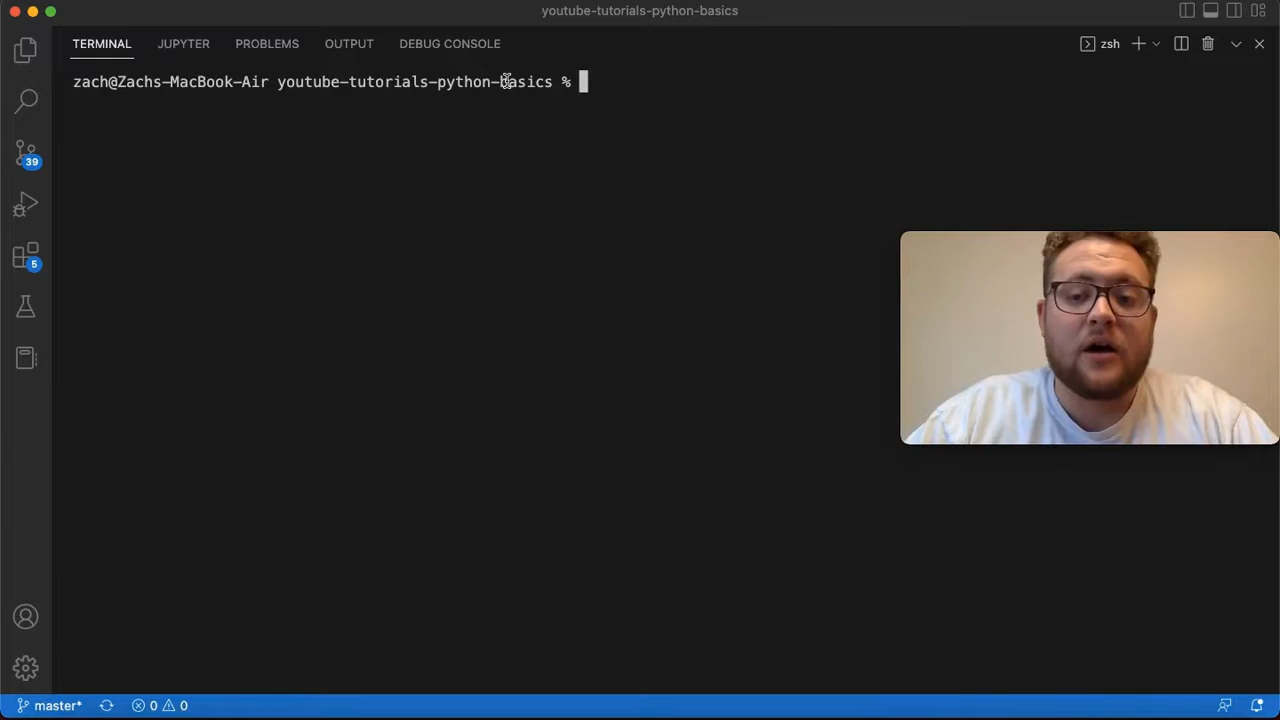 youtube-tutorials-python-basics
TERMINAL JUPYTER PROBLEMS OUTPUT DEBUG CONSOLE zsh
zach@Zachs-MacBook-Air youtube-tutorials-python-basics %
39
5
master* 0 0